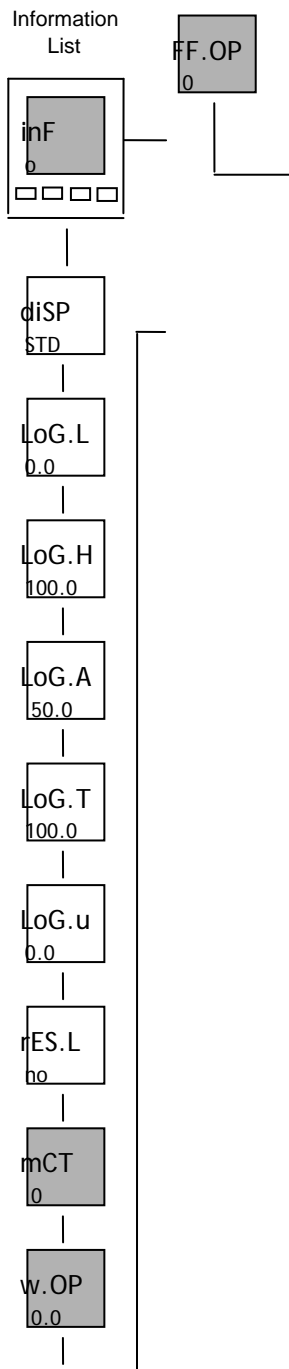 Information
List
FF.OP
0
inF
o
diSP
STD
LoG.L
0.0
LoG.H
100.0
LoG.A
50.0
LoG.T
100.0
LoG.u
0.0
rES.L
no
mCT
0
w.OP
0.0